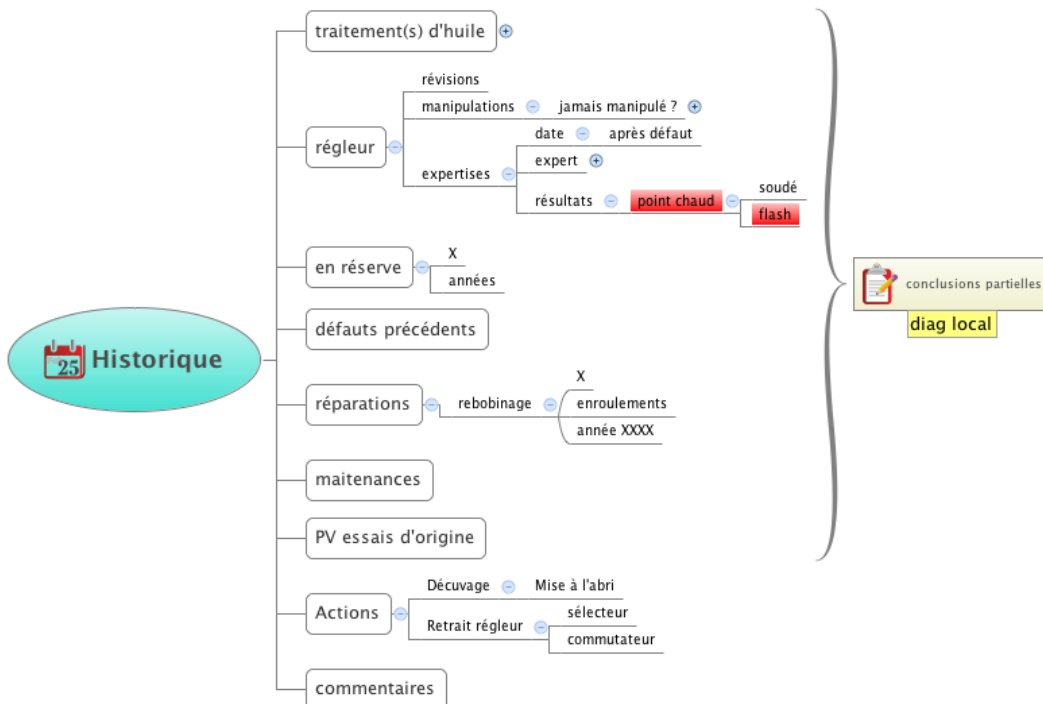 traitement(s) d'huile
révisions
manipulations
jamais manipulé ?
régleur
date
après défaut
expert
expertises
résultats
point chaud
soudé
flash
en réserve
X
années
conclusions partielles
diag local
défauts précédents
25
Historique
réparations
rebobinage
X
enroulements
année XXXX
maitenances
PV essais d'origine
Actions
Décuvage
Mise à l'abri
Retrait régleur
sélecteur
commutateur
commentaires